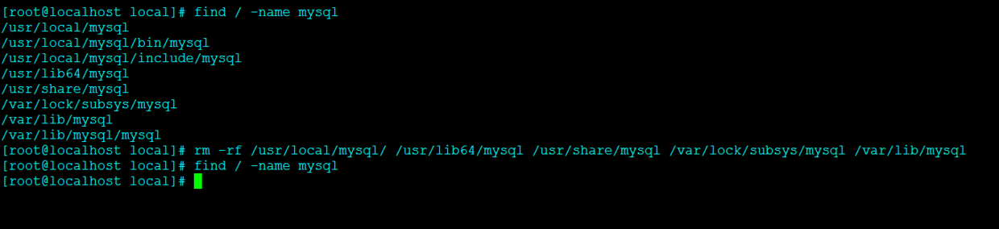 [root@localhost local]# find / -name mysql
/usr/local/mysql
/usr/local/mysql/bin/mysql
/usr/local/mysql/include/mysql
/usr/lib64/mysql
/usr/share/mysql
/var/lock/subsys/mysql
/var/lib/mysql
/var/lib/mysql/mysql
[root@localhost local]# rm -rf /usr/local/mysql/ /usr/lib64/mysql /usr/share/mysql /var/lock/subsys/mysql /var/lib/mysql
[root@localhost local]# find / -name mysql
[root@localhost local]#